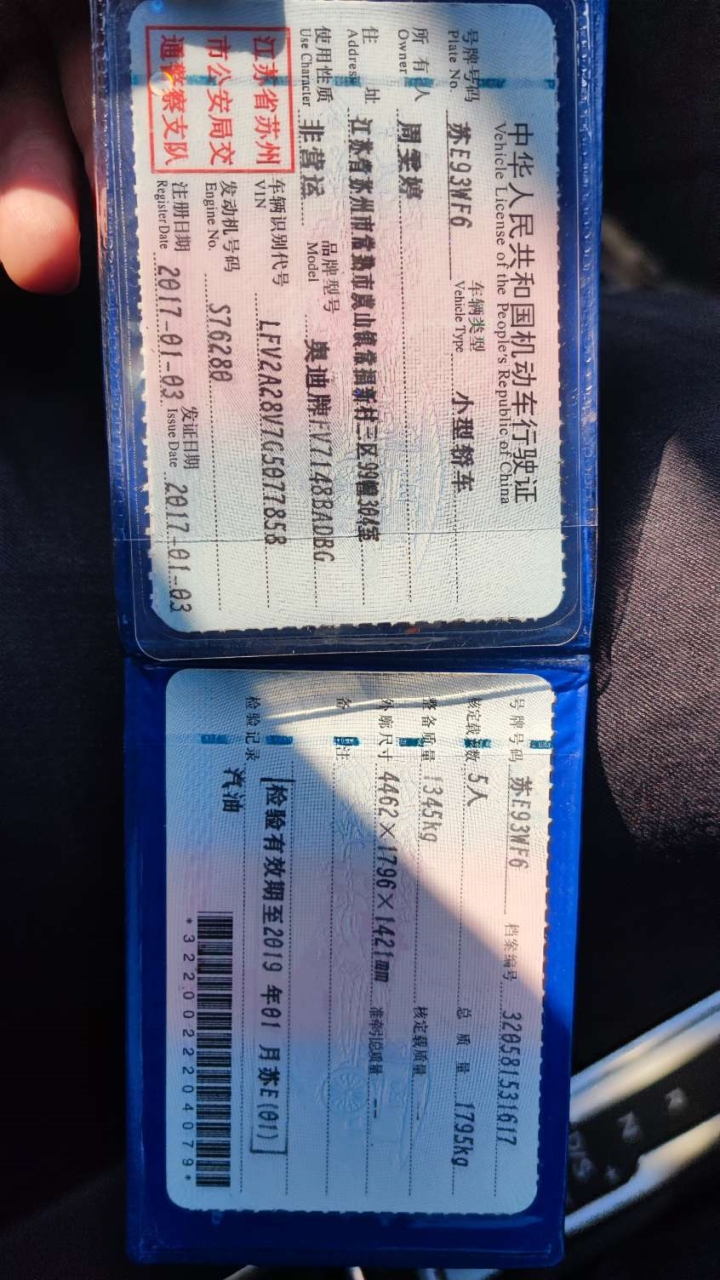 中华人民共和国机动车行驶证
Vehicle License of the People's Republic of China
号牌号码 苏E93WF6 车辆类型 小型轿车
Plate No. Vehicle Type
所有人 周雯婷
Owner
住址 江苏省苏州市常熟市虞山镇常福新村二区99幢304室
Address
使用性质 非营运 品牌型号 奥迪牌FV7148BADBG
Use Character Model
江苏省苏州
市公安局交
通警察支队
车辆识别代号 LFV2A28V7G5077858
VIN
发动机号码 S76280
Engine No.
注册日期 2017-01-03 发证日期 2017-01-03
Register Date Issue Date
号牌号码 苏E93WF6 档案编号 320581531617
核定载人数 5人 总质量 1795kg
整备质量 1345kg 核定载质量 --
外廓尺寸 4462×1796×1421mm 准牵引总质量 --
备注
检验有效期至2019年01月苏E(01)
检验记录
汽油
*3220022204079*
N
D/S